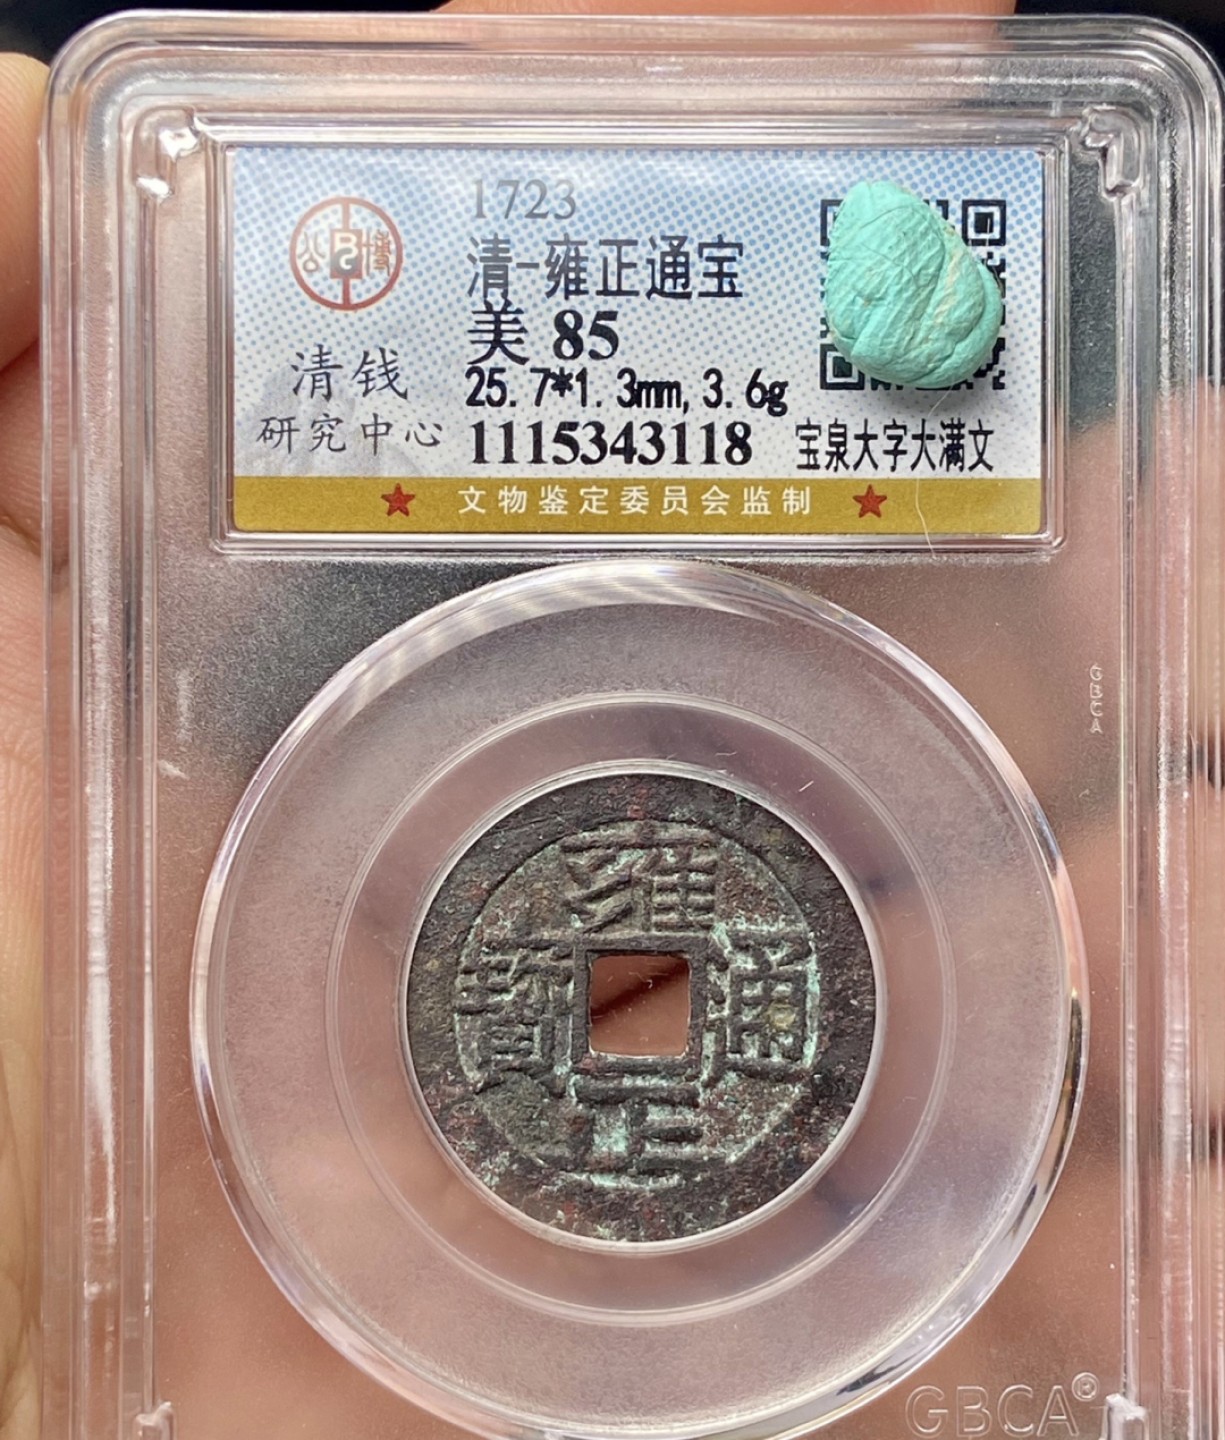 公博
1723
清-雍正通宝
美 85
25.7*1.3mm,3.6g
1115343118
宝泉大字大满文
清钱
研究中心
★ 文物鉴定委员会监制 ★
GBCA
雍
正
通
寶
GBCA®